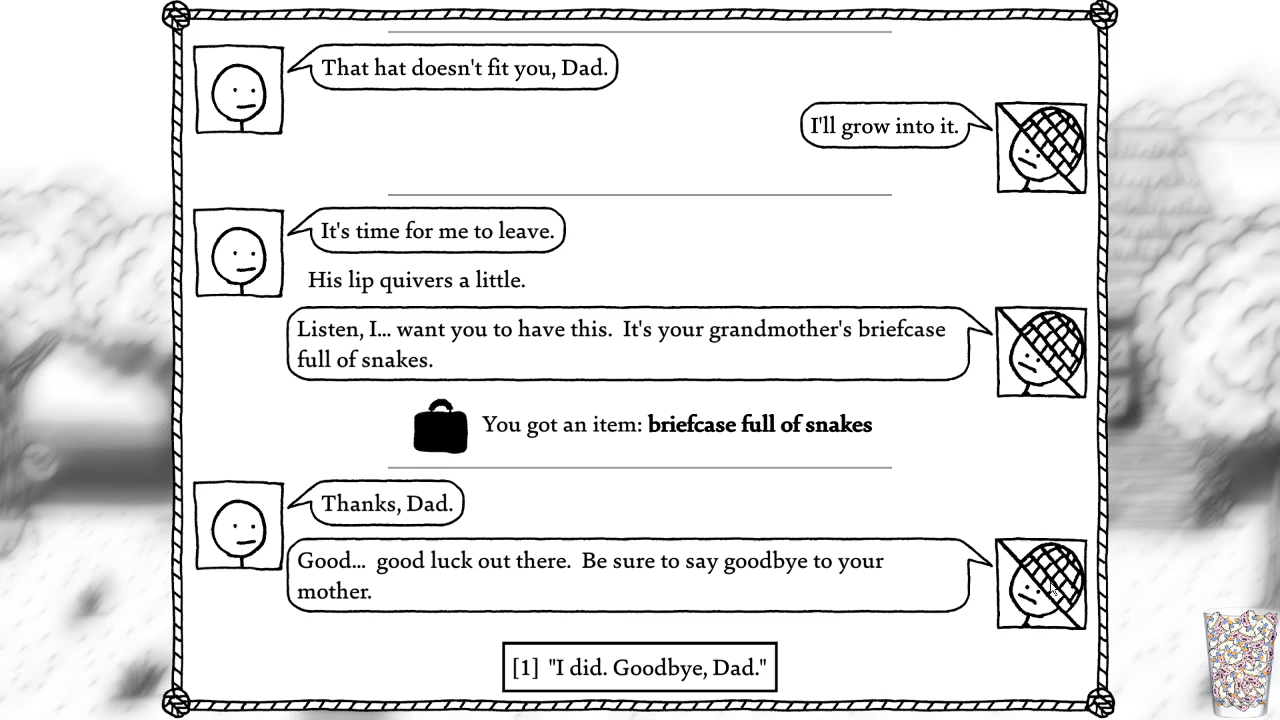 That hat doesn't fit you, Dad.
I'll grow into it.
It's time for me to leave.
His lip quivers a little.
Listen, I... want you to have this.  It's your grandmother's briefcase
full of snakes.
You got an item: briefcase full of snakes
Thanks, Dad.
Good...  good luck out there.  Be sure to say goodbye to your
mother.
[1] "I did. Goodbye, Dad."